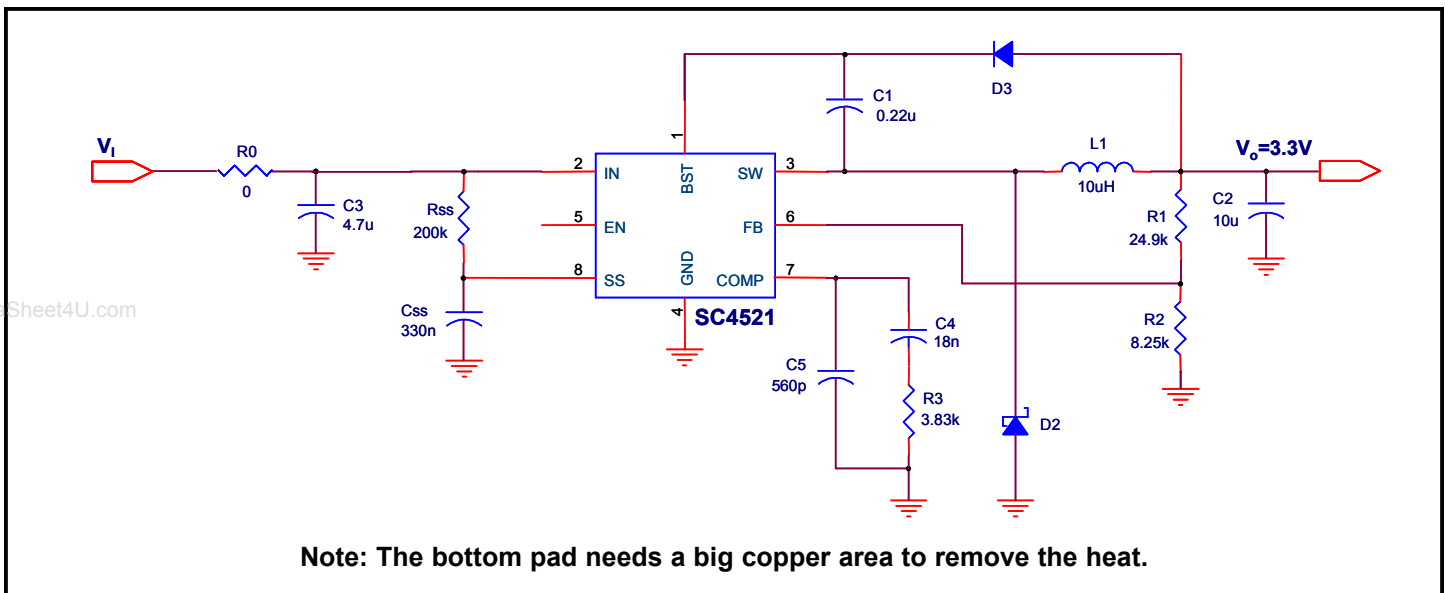 D3
C1
0.22u
1
V_I
R0
0
L1
10uH
V_o=3.3V
2
IN
BST
SW
3
C3
4.7u
Rss
200k
5
EN
FB
6
R1
24.9k
C2
10u
8
SS
GND
COMP
7
4
SC4521
aSheet4U.com
Css
330n
C4
18n
R2
8.25k
C5
560p
R3
3.83k
D2
Note: The bottom pad needs a big copper area to remove the heat.